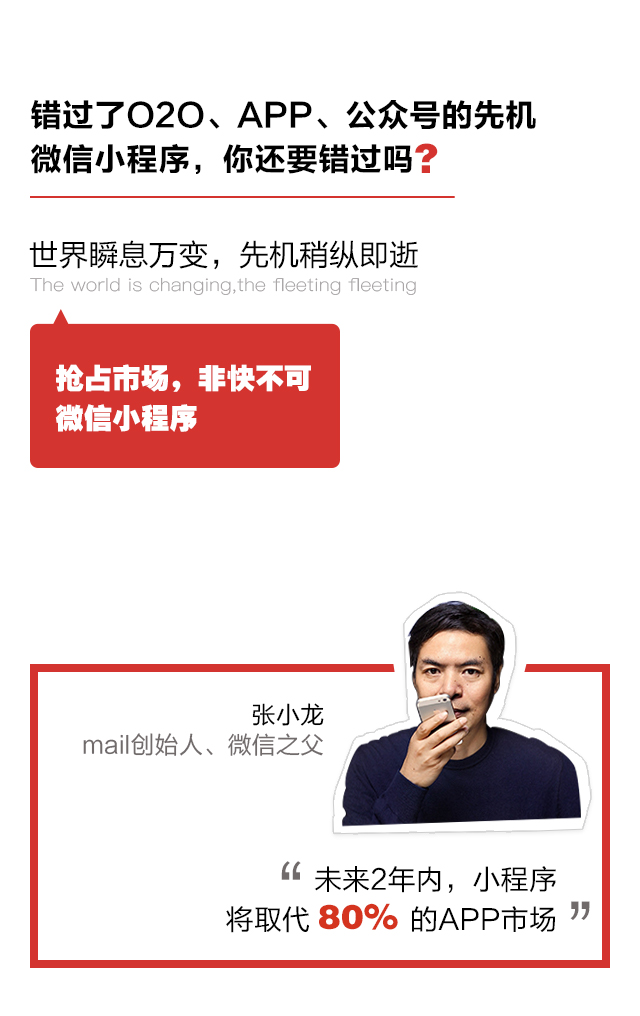 错过了O2O、APP、公众号的先机
微信小程序，你还要错过吗?
世界瞬息万变，先机稍纵即逝
The world is changing,the fleeting fleeting
抢占市场，非快不可
微信小程序
张小龙
mail创始人、微信之父
“ 未来2年内，小程序
将取代 80% 的APP市场 ”